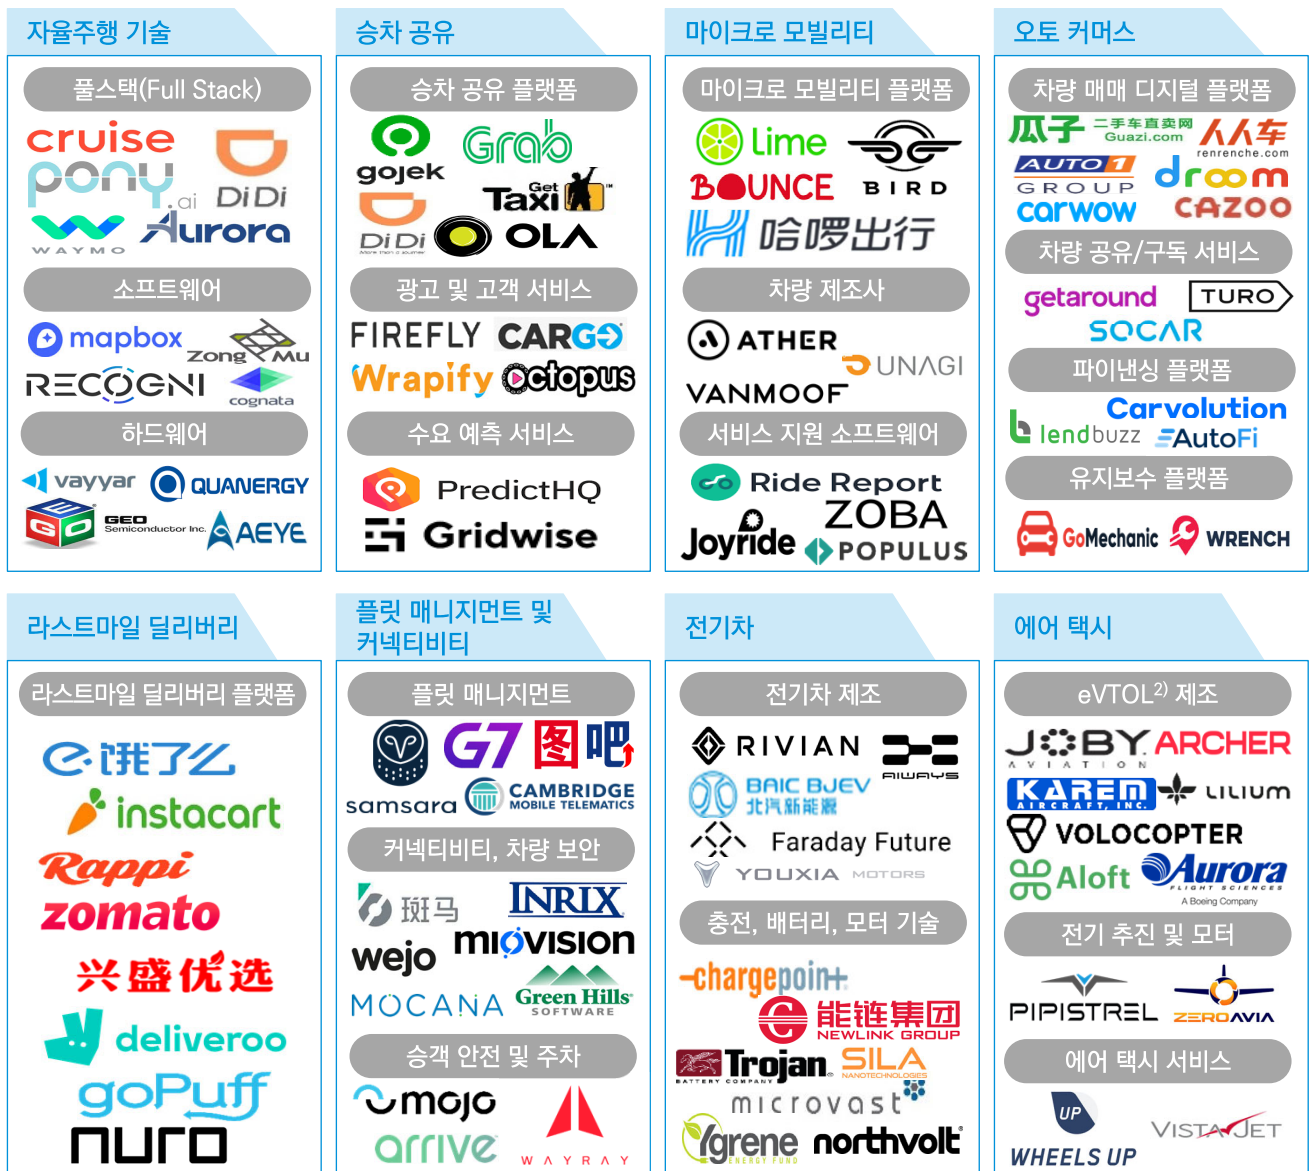 자율주행 기술
풀스택(Full Stack)
cruise
pony.ai
DiDi
WAYMO
Aurora
소프트웨어
mapbox
Zong Mu
RECOGNI
cognata
하드웨어
vayyar
QUANERGY
GEO
GEO
Semiconductor Inc.
AEYE
승차 공유
승차 공유 플랫폼
gojek
Grab
DiDi
More than a journey
Get
Taxi™
OLA
광고 및 고객 서비스
FIREFLY
CARGO
Wrapify
Octopus
수요 예측 서비스
PredictHQ
Gridwise
마이크로 모빌리티
마이크로 모빌리티 플랫폼
Lime
BIRD
BOUNCE
哈啰出行
차량 제조사
ATHER
UNAGI
VANMOOF
서비스 지원 소프트웨어
Ride Report
ZOBA
Joyride
POPULUS
오토 커머스
차량 매매 디지털 플랫폼
瓜子 二手车直卖网
Guazi.com
人人车
renrenche.com
AUTO1
GROUP
droom
carwow
CAZOO
차량 공유/구독 서비스
getaround
TURO
SOCAR
파이낸싱 플랫폼
Carvolution
lendbuzz
AutoFi
유지보수 플랫폼
GoMechanic
WRENCH
라스트마일 딜리버리
라스트마일 딜리버리 플랫폼
饿了么
instacart
Rappi
zomato
兴盛优选
deliveroo
goPuff
nuro
플릿 매니지먼트 및
커넥티비티
플릿 매니지먼트
samsara
G7
图吧
CAMBRIDGE
MOBILE TELEMATICS
커넥티비티, 차량 보안
斑马
INRIX
wejo
miovision
MOCANA
Green Hills
SOFTWARE
승객 안전 및 주차
mojo
arrive
WAYRAY
전기차
전기차 제조
RIVIAN
AIWAYS
BAIC BJEV
北汽新能源
Faraday Future
YOUXIA MOTORS
충전, 배터리, 모터 기술
-chargepoin+
能链集团
NEWLINK GROUP
Trojan
BATTERY COMPANY
SILA
NANOTECHNOLOGIES
microvast
Ygrene
ENERGY FUND
northvolt
에어 택시
eVTOL2) 제조
JOBY
AVIATION
ARCHER
KAREM
AIRCRAFT, INC.
LILIUM
VOLOCOPTER
Aloft
Aurora
FLIGHT SCIENCES
A Boeing Company
전기 추진 및 모터
PIPISTREL
ZEROAVIA
에어 택시 서비스
UP
WHEELS UP
VISTAJET